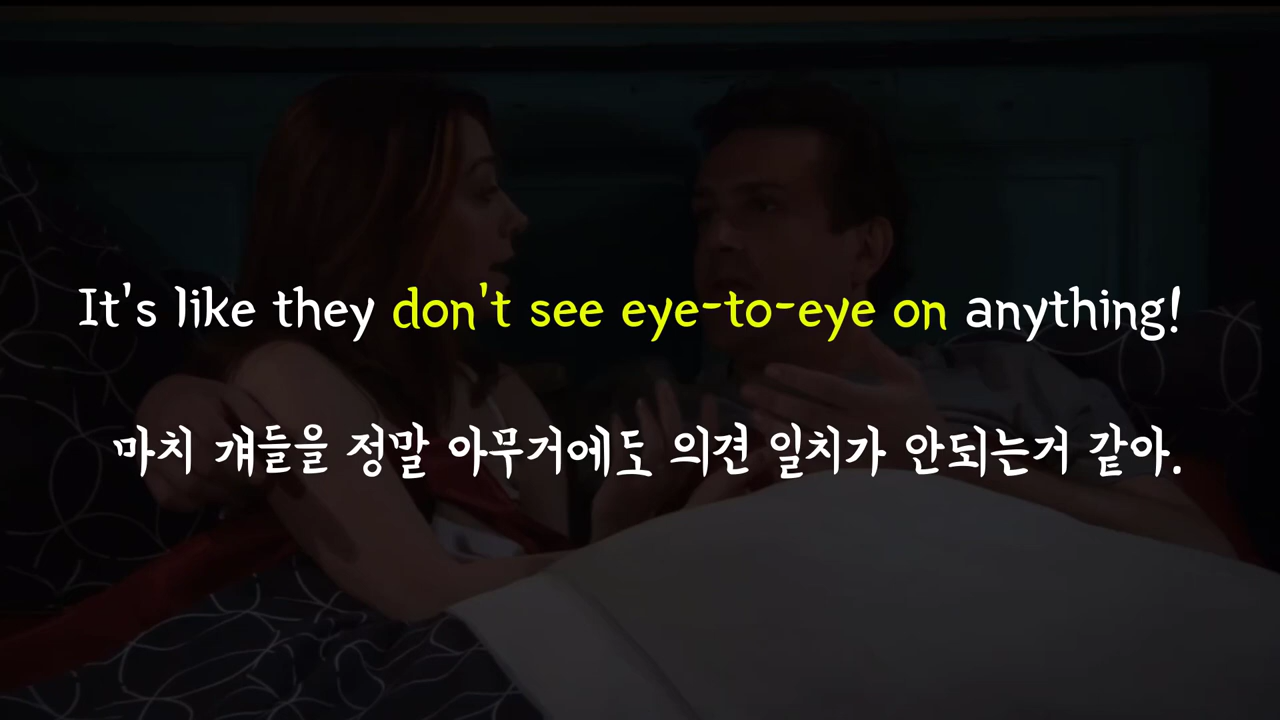 It's like they don't see eye-to-eye on anything!
마치 걔들을 정말 아무거에도 의견 일치가 안되는거 같아.